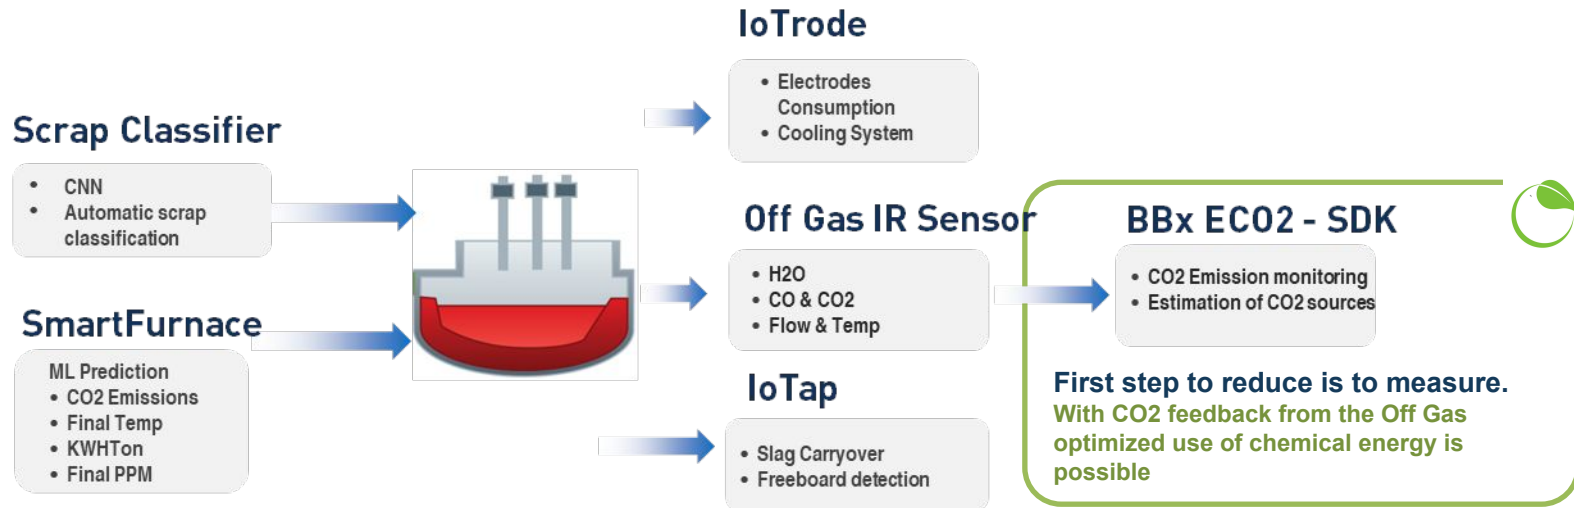 Scrap Classifier
• CNN
• Automatic scrap
classification
SmartFurnace
ML Prediction
• CO2 Emissions
• Final Temp
• KWHTon
• Final PPM
IoTrode
• Electrodes
Consumption
• Cooling System
Off Gas IR Sensor
• H2O
• CO & CO2
• Flow & Temp
IoTap
• Slag Carryover
• Freeboard detection
BBx ECO2 - SDK
• CO2 Emission monitoring
• Estimation of CO2 sources
First step to reduce is to measure.
With CO2 feedback from the Off Gas
optimized use of chemical energy is
possible